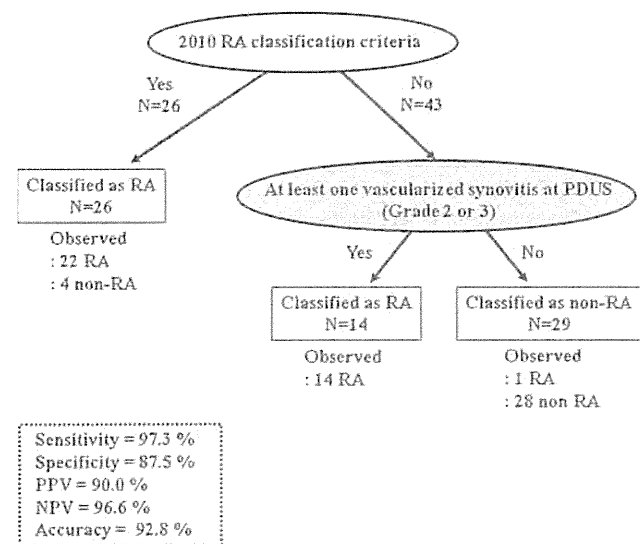 2010 RA classification criteria
Yes
N=26
No
N=43
Classified as RA
N=26
Observed
: 22 RA
: 4 non-RA
At least one vascularized synovitis at PDUS
(Grade 2 or 3)
Yes
No
Classified as RA
N=14
Observed
: 14 RA
Classified as non-RA
N=29
Observed
: 1 RA
: 28 non RA
Sensitivity = 97.3 %
Specificity = 87.5 %
PPV = 90.0 %
NPV = 96.6 %
Accuracy = 92.8 %